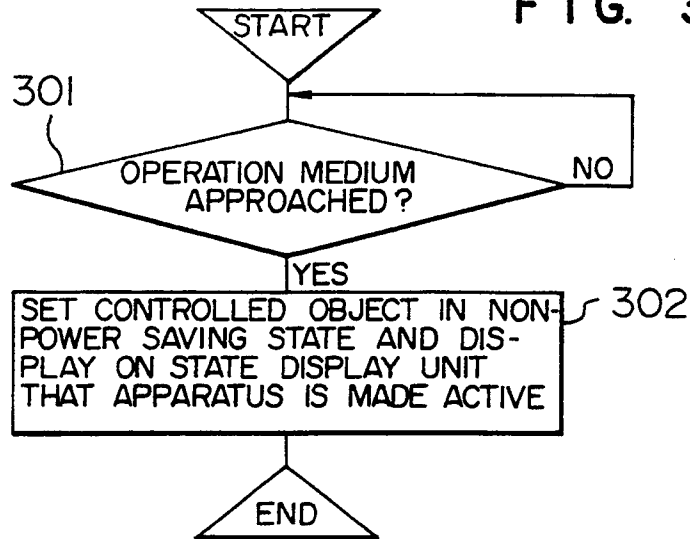 FIG. 3
START
301
OPERATION MEDIUM
APPROACHED?
NO
YES
SET CONTROLLED OBJECT IN NON-
POWER SAVING STATE AND DIS-
PLAY ON STATE DISPLAY UNIT
THAT APPARATUS IS MADE ACTIVE
302
END